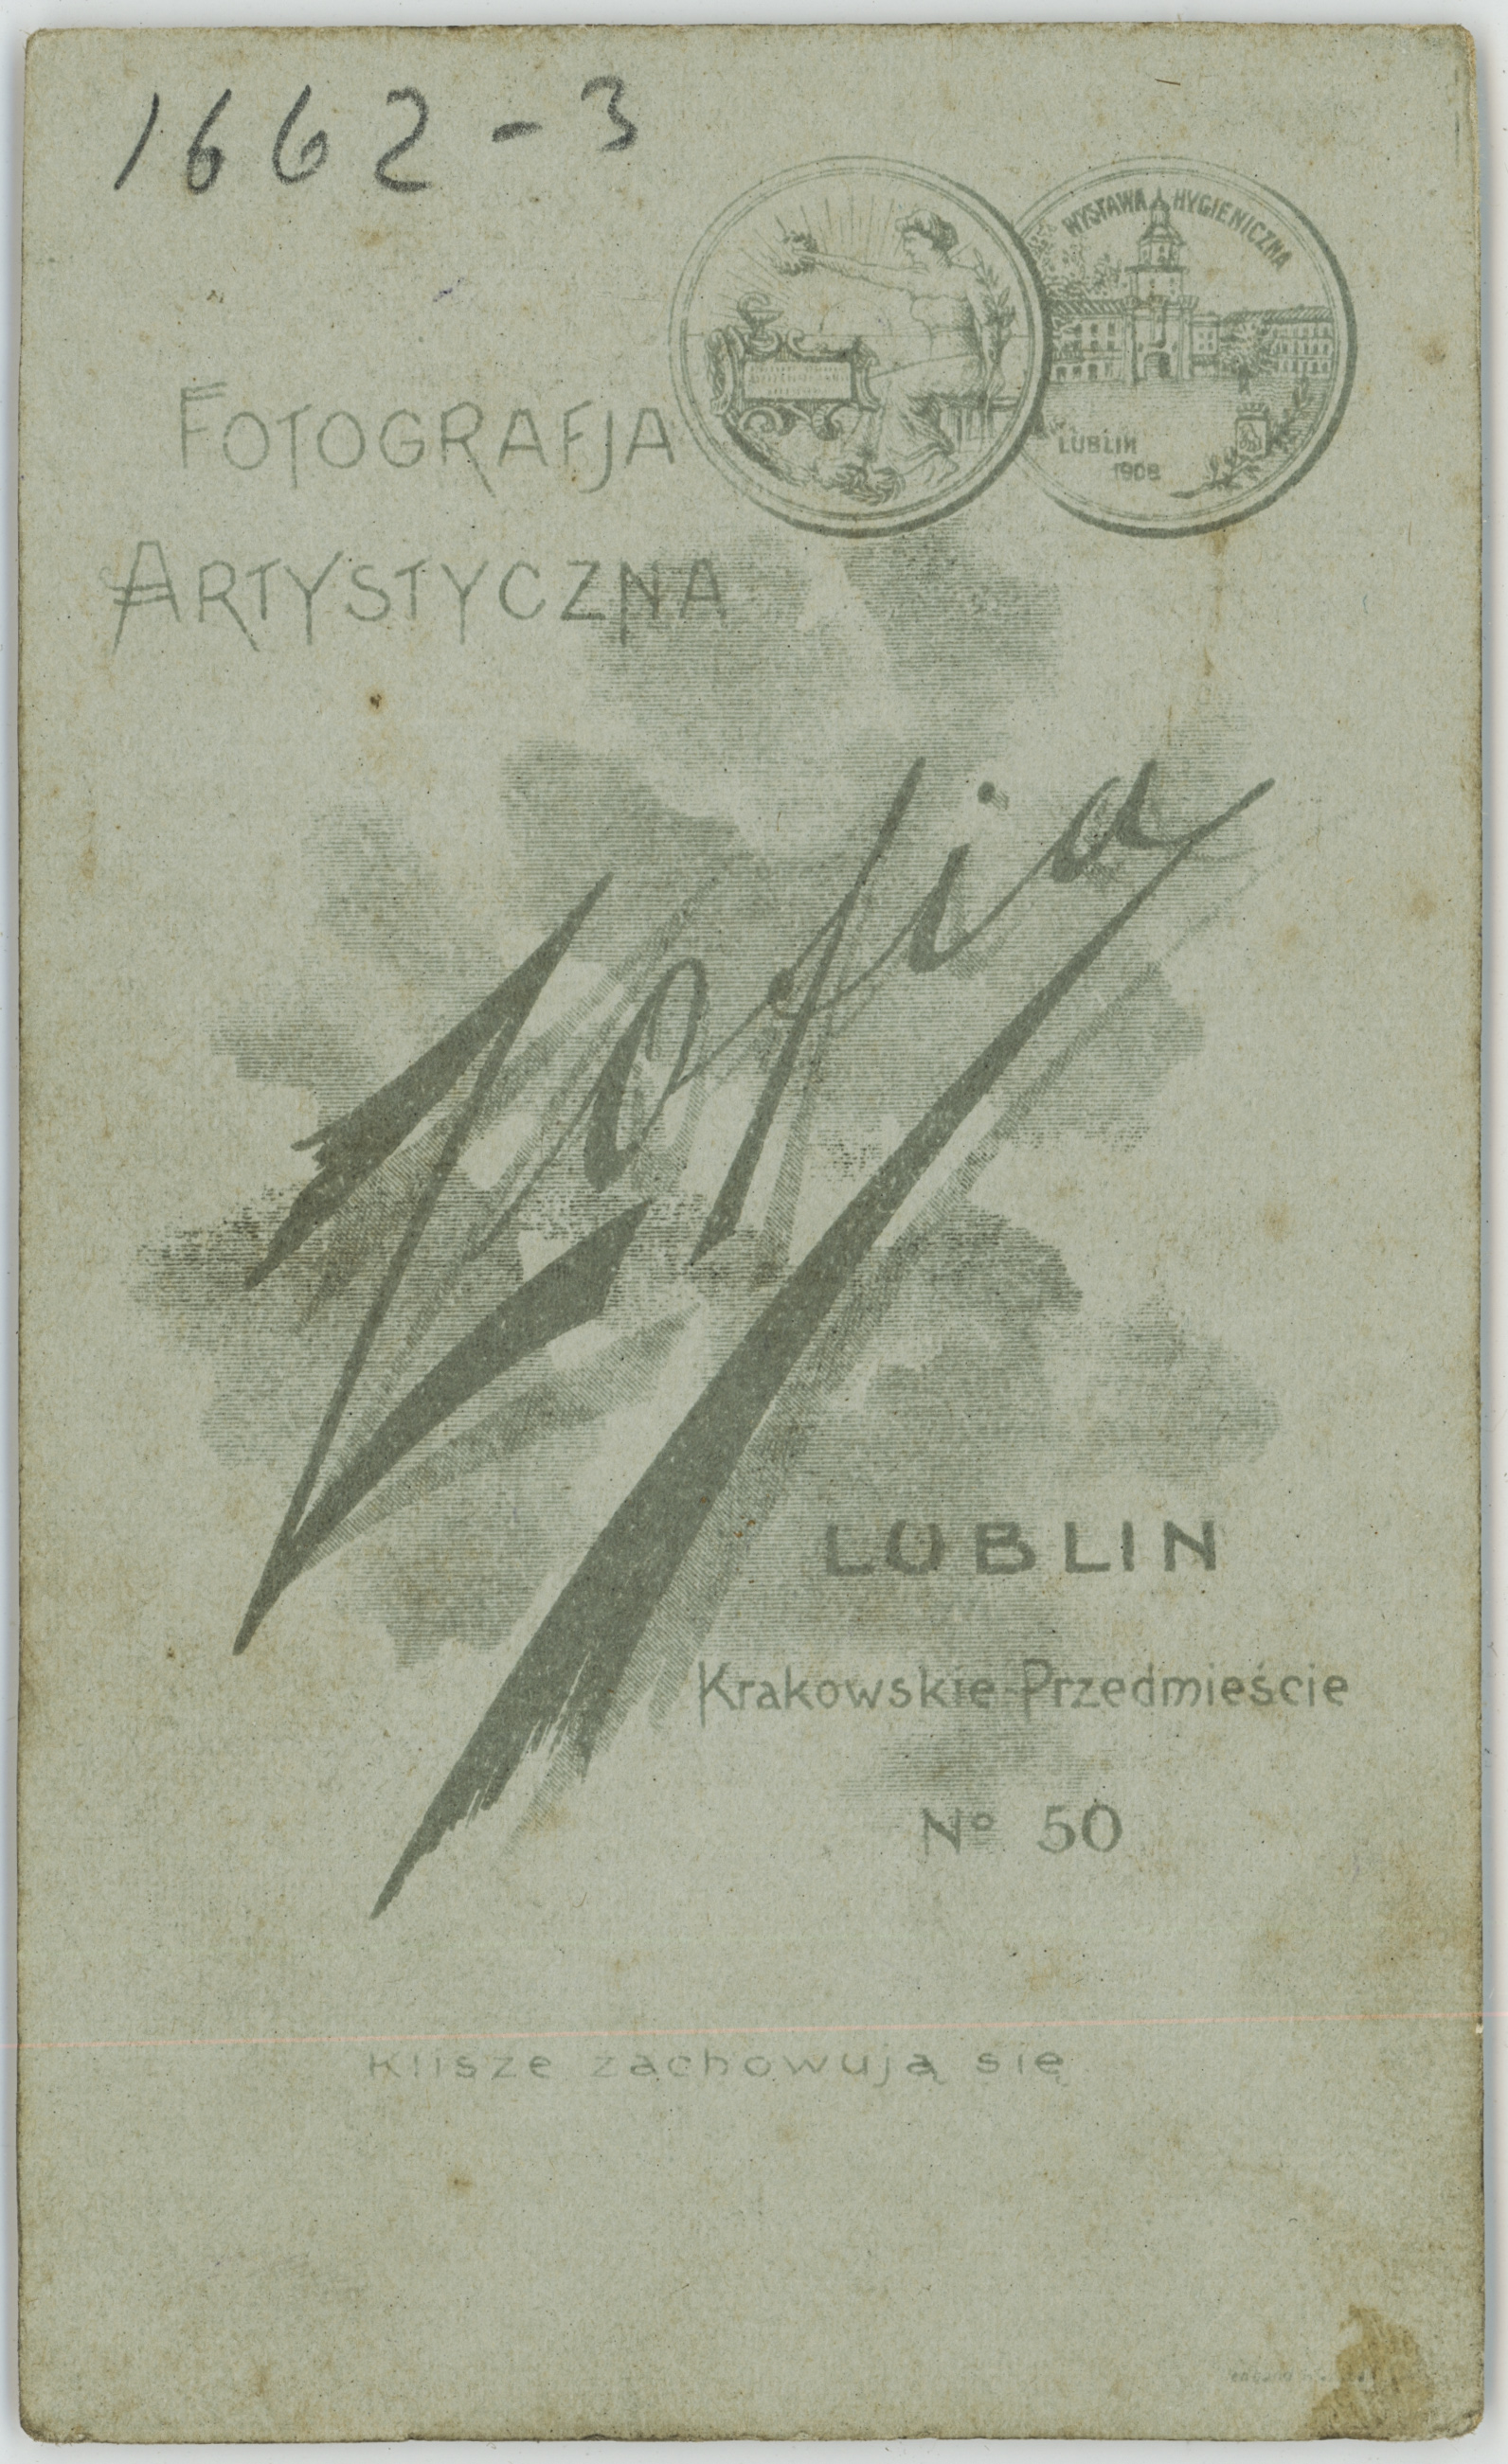 1662-3
WYSTAWA HYGIENICZNA
LUBLIN
1908
FOTOGRAFJA
ARTYSTYCZNA
Zofia
LUBLIN
Krakowskie-Przedmieście
No 50
Klisze zachowują się